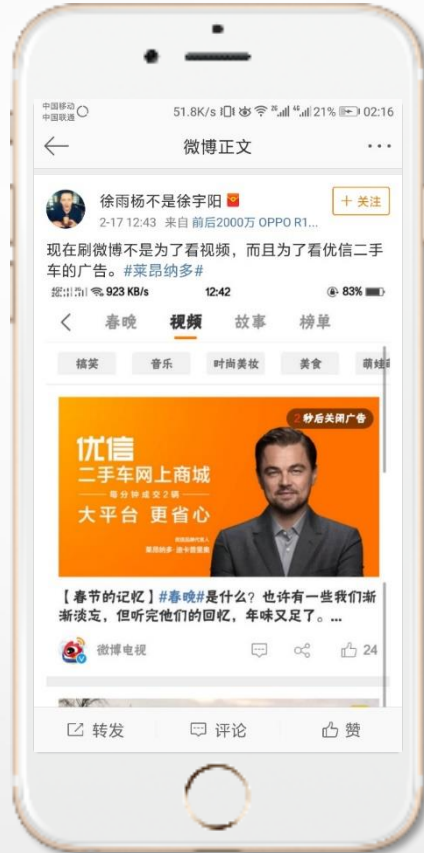 中国移动
中国联通
51.8K/s 2G 4G 21% 02:16
微博正文
徐雨杨不是徐宇阳
+ 关注
2-17 12:43 来自 前后2000万 OPPO R1...
现在刷微博不是为了看视频，而且为了看优信二手
车的广告。#莱昂纳多#
923 KB/s 12:42 83%
春晚 视频 故事 榜单
搞笑 音乐 时尚美妆 美食 萌娃
2 秒后关闭广告
优信
二手车网上商城
每分钟成交2辆
大平台 更省心
莱昂纳多·迪卡普里奥
【春节的记忆】#春晚#是什么？也许有一些我们渐
渐淡忘，但听完他们的回忆，年味又足了。...
微博电视
24
转发 评论 赞